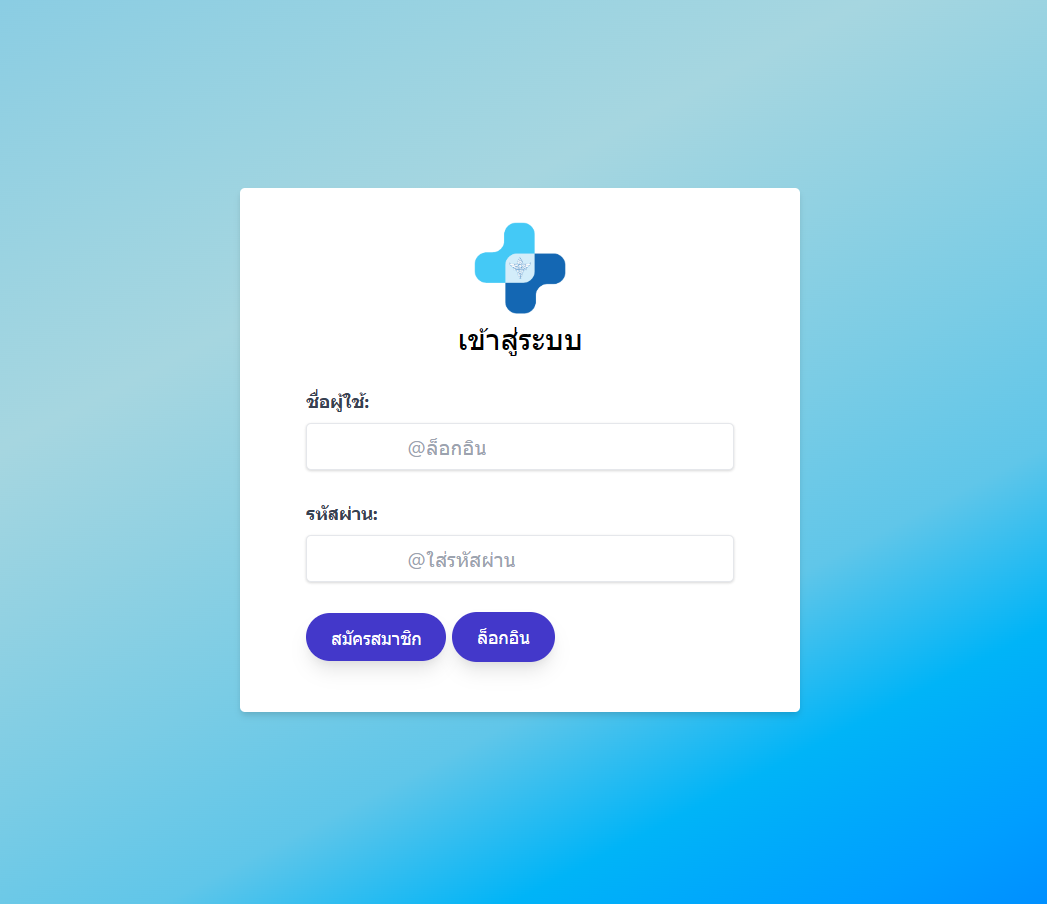 เข้าสู่ระบบ
ชื่อผู้ใช้:
@ล็อกอิน
รหัสผ่าน:
@ใส่รหัสผ่าน
สมัครสมาชิก ล็อกอิน